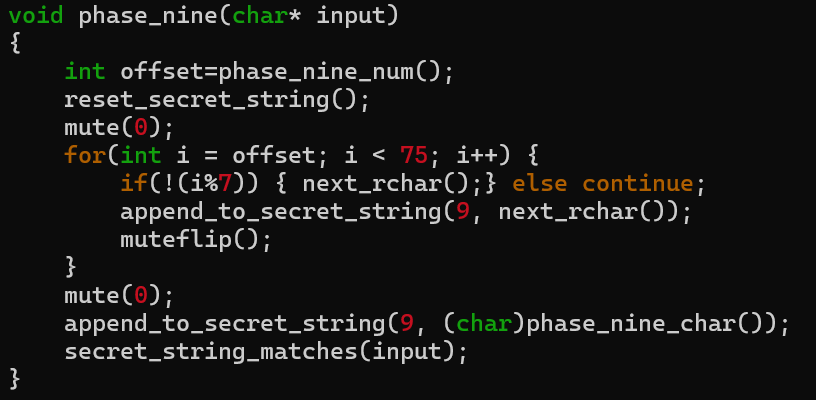 void phase_nine(char* input)
{
    int offset=phase_nine_num();
    reset_secret_string();
    mute(0);
    for(int i = offset; i < 75; i++) {
        if(!(i%7)) { next_rchar();} else continue;
        append_to_secret_string(9, next_rchar());
        muteflip();
    }
    mute(0);
    append_to_secret_string(9, (char)phase_nine_char());
    secret_string_matches(input);
}